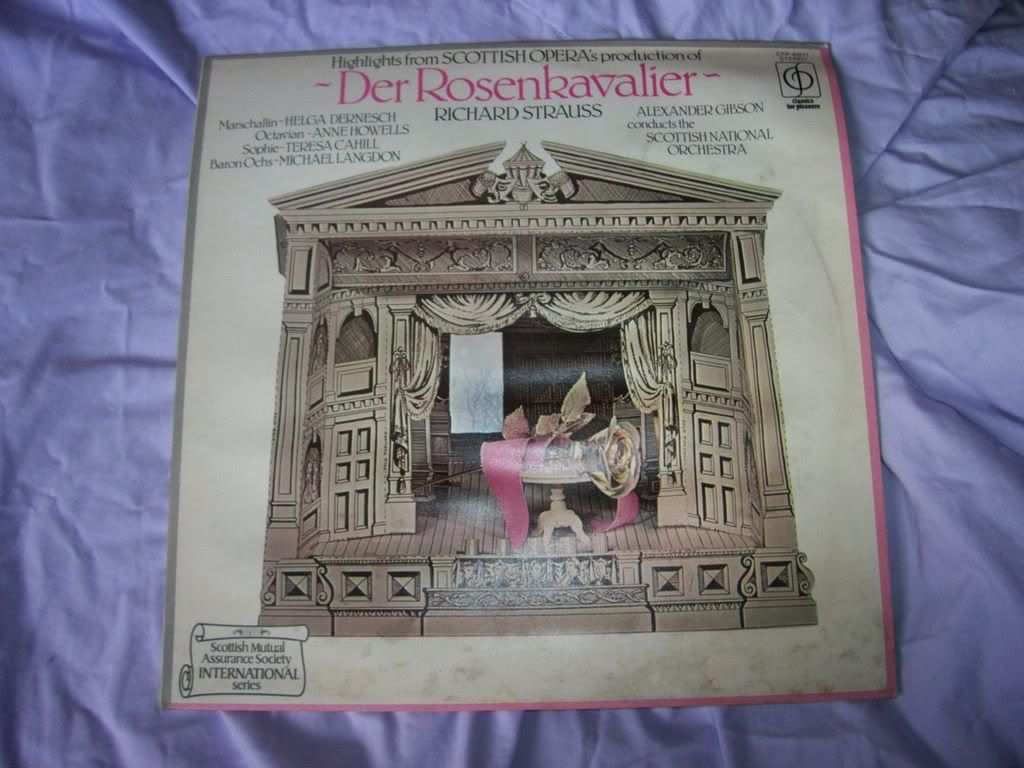 Highlights from SCOTTISH OPERA's production of
~Der Rosenkavalier~
RICHARD STRAUSS
Marschallin-HELGA DERNESCH
Octavian-ANNE HOWELLS
Sophie-TERESA CAHILL
Baron Ochs-MICHAEL LANGDON
ALEXANDER GIBSON
conducts the
SCOTTISH NATIONAL
ORCHESTRA
STEREO
classics
for pleasure
Scottish Mutual
Assurance Society
INTERNATIONAL
series